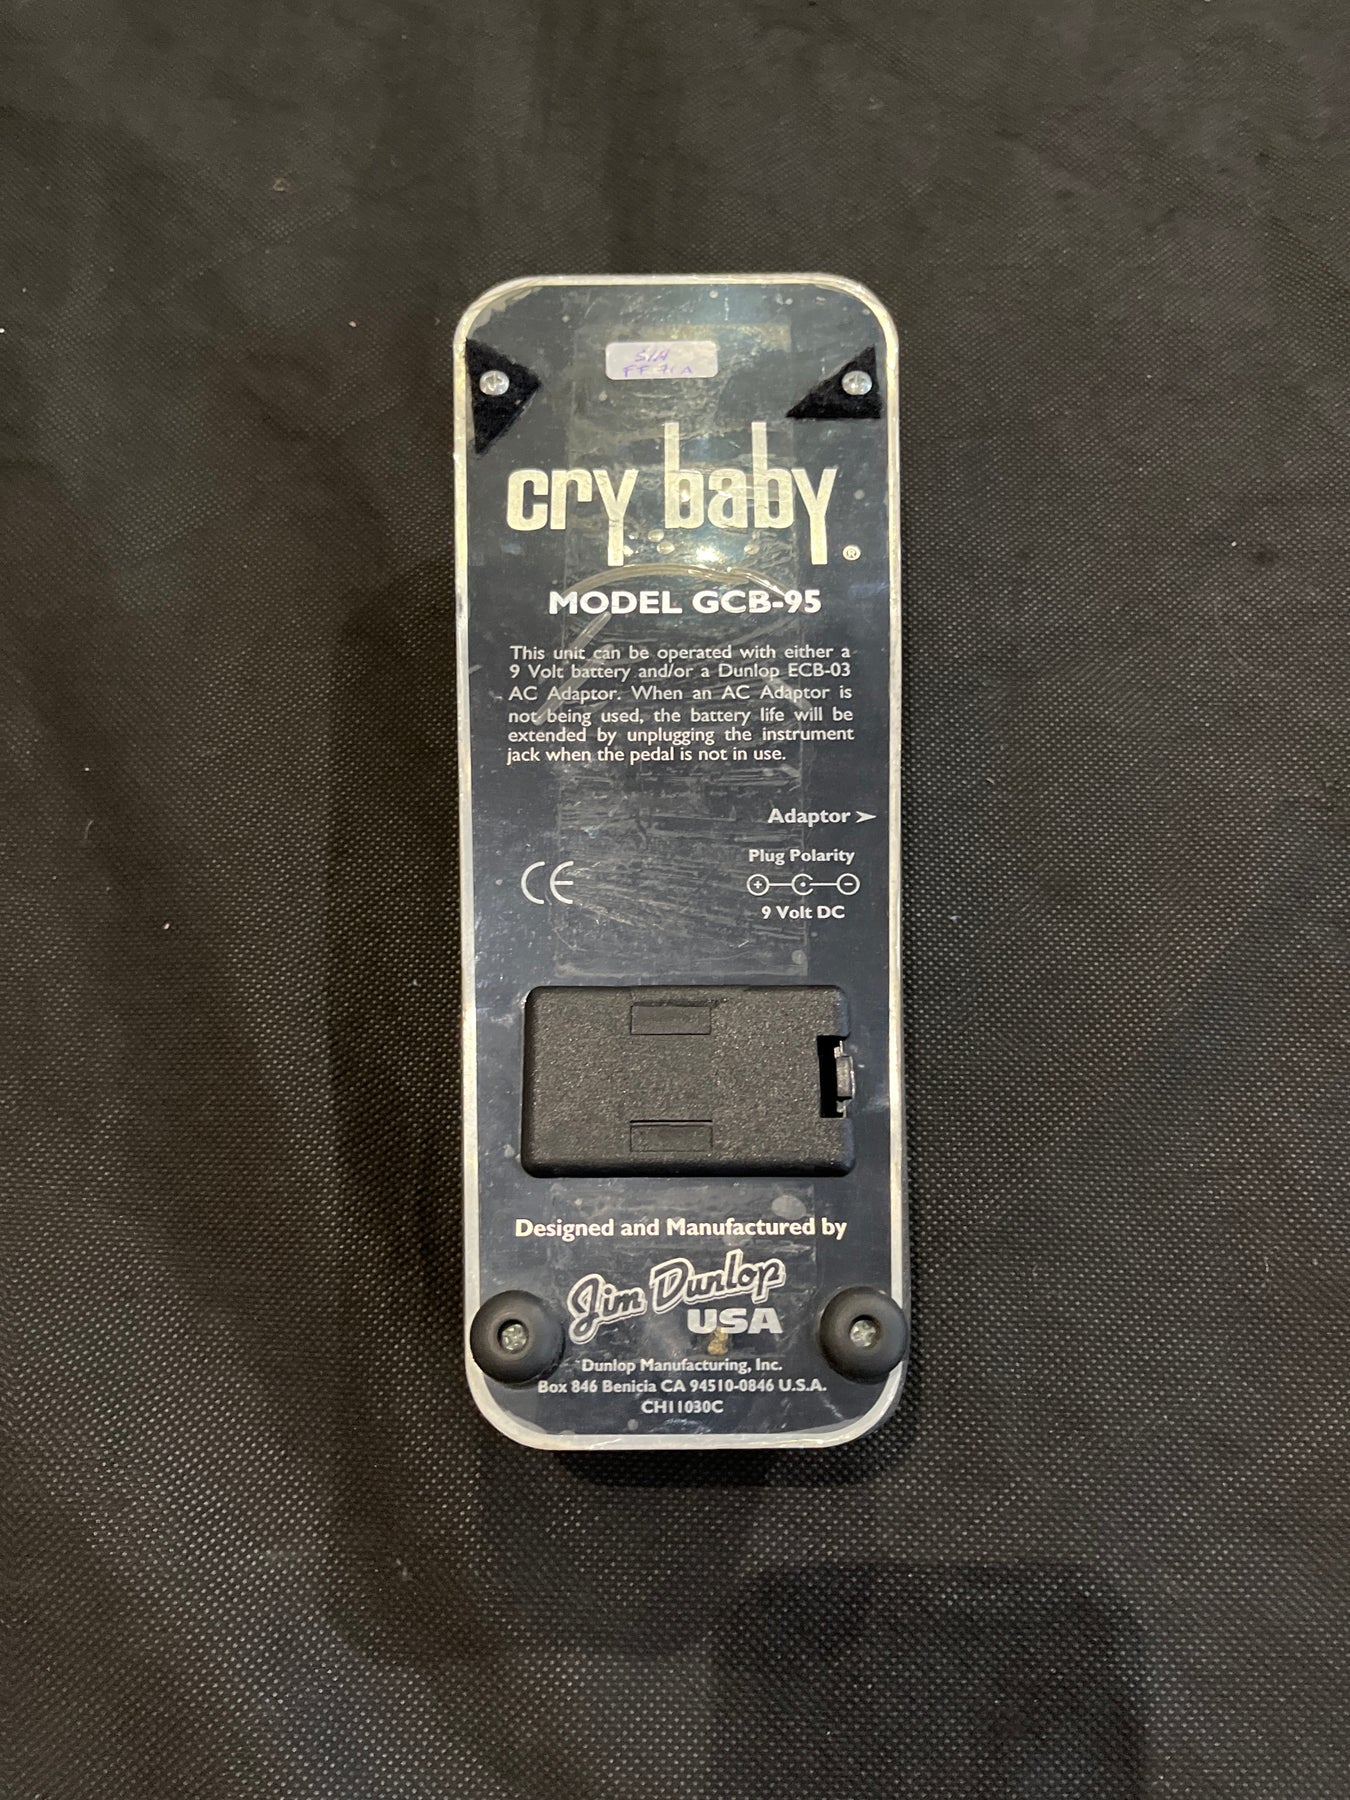 S/H
FF 71A
cry baby®
MODEL GCB-95
This unit can be operated with either a
9 Volt battery and/or a Dunlop ECB-03
AC Adaptor. When an AC Adaptor is
not being used, the battery life will be
extended by unplugging the instrument
jack when the pedal is not in use.
Adaptor ➤
Plug Polarity
CE
+ −
9 Volt DC
Designed and Manufactured by
Jim Dunlop
USA
Dunlop Manufacturing, Inc.
Box 846 Benicia CA 94510-0846 U.S.A.
CH11030C